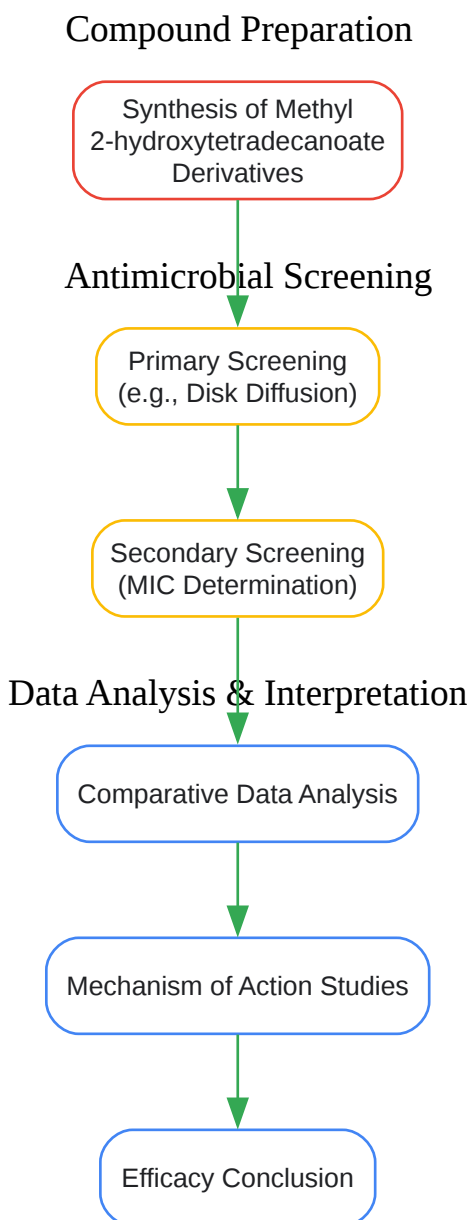 Compound Preparation
Synthesis of Methyl
2-hydroxytetradecanoate
Derivatives
Antimicrobial Screening
Primary Screening
(e.g., Disk Diffusion)
Secondary Screening
(MIC Determination)
Data Analysis & Interpretation
Comparative Data Analysis
Mechanism of Action Studies
Efficacy Conclusion